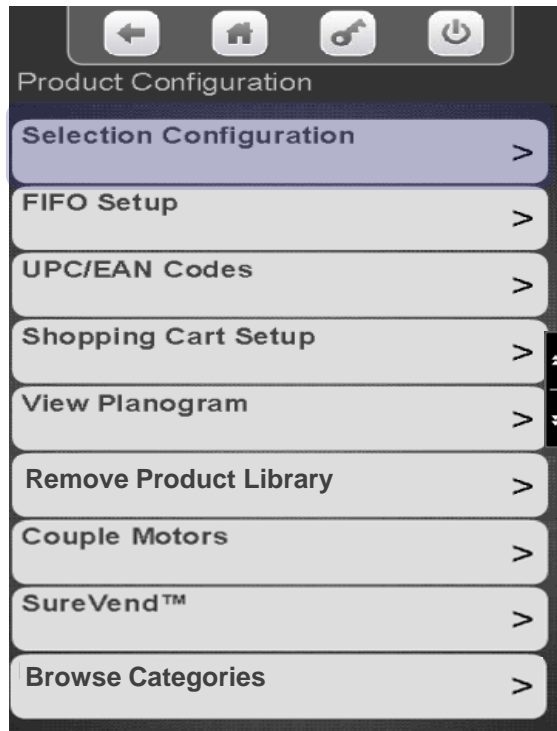 Product Configuration
Selection Configuration
>
FIFO Setup
>
UPC/EAN Codes
>
Shopping Cart Setup
>
View Planogram
>
Remove Product Library
>
Couple Motors
>
SureVend™
>
Browse Categories
>